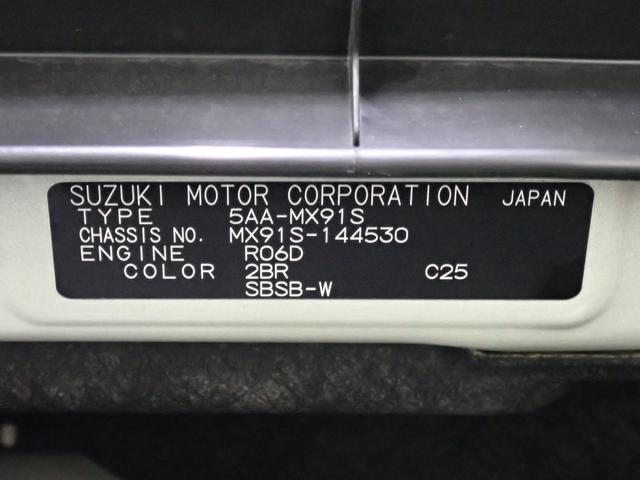 SUZUKI MOTOR CORPORATION JAPAN
TYPE 5AA-MX91S
CHASSIS NO. MX91S-144530
ENGINE R06D
COLOR 2BR C25
SBSB-W